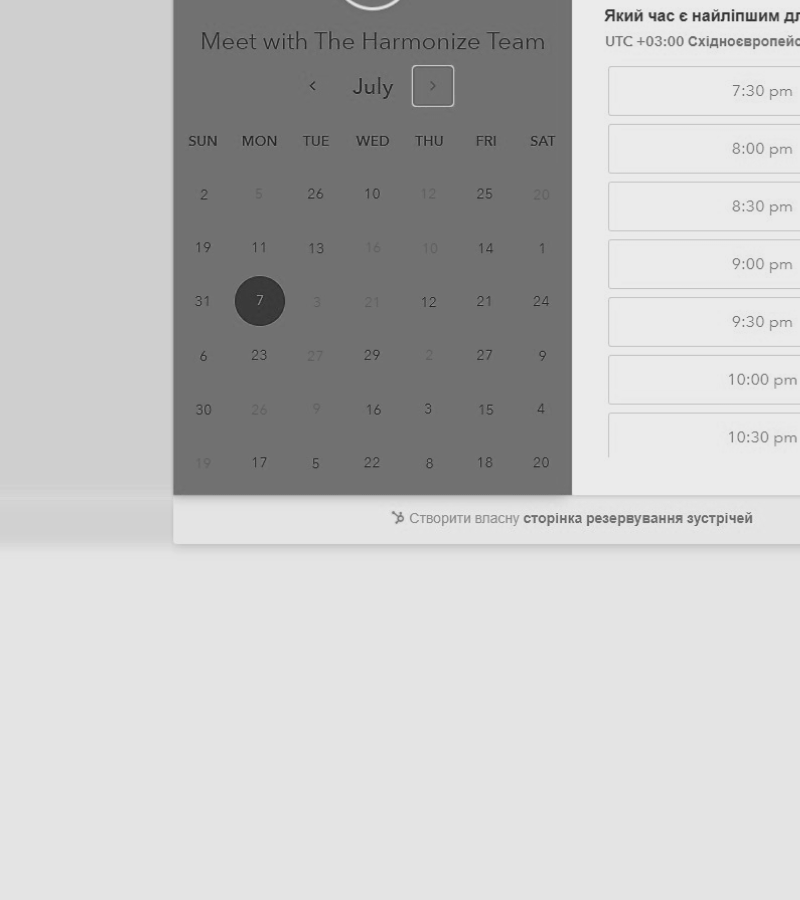 Meet with The Harmonize Team
July
SUN MON TUE WED THU FRI SAT
2 5 26 10 12 25 20
19 11 13 16 10 14 1
31 7 3 21 12 21 24
6 23 27 29 2 27 9
30 26 9 16 3 15 4
19 17 5 22 8 18 20
Який час є найліпшим
UTC +03:00
7:30 pm
8:00 pm
8:30 pm
9:00 pm
9:30 pm
10:00 pm
10:30 pm
Створити власну сторінка резервування зустрічей